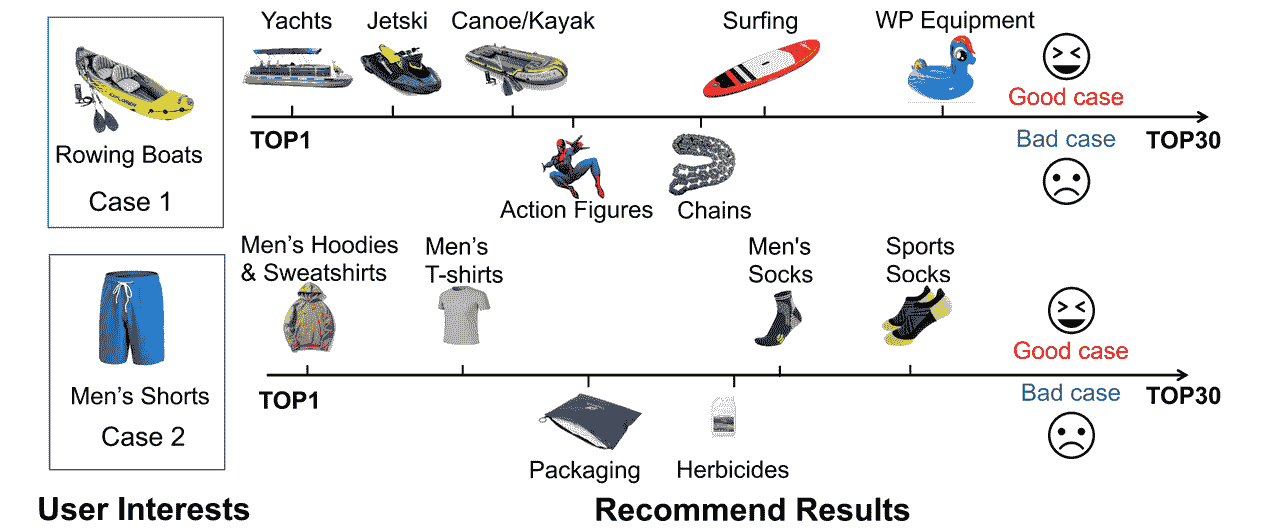 Yachts
Jetski
Canoe/Kayak
Surfing
WP Equipment
EXPLORER
Good case
TOP1
Bad case
TOP30
Rowing Boats
Case 1
Action Figures
Chains
Men’s Hoodies
& Sweatshirts
Men’s
T-shirts
Men's
Socks
Sports
Socks
Good case
TOP1
Bad case
TOP30
Men’s Shorts
Case 2
Packaging
Herbicides
User Interests
Recommend Results